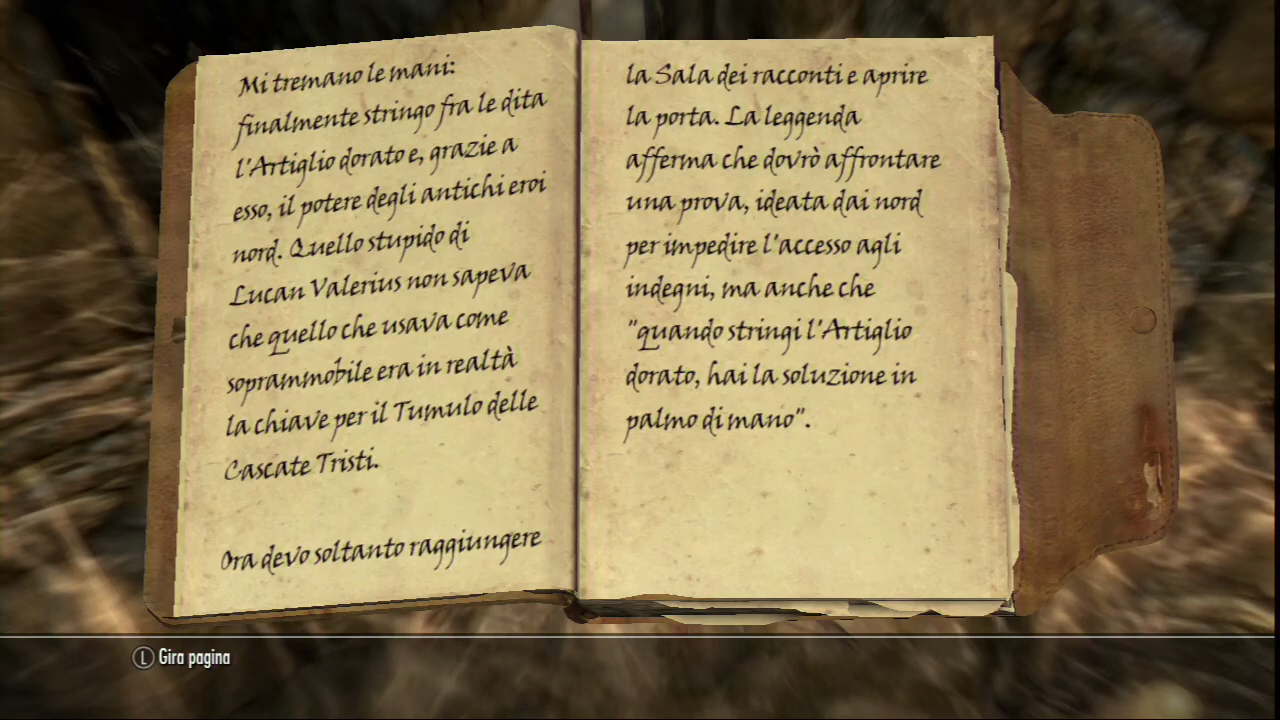 Mi tremano le mani:
finalmente stringo fra le dita
l'Artiglio dorato e, grazie a
esso, il potere degli antichi eroi
nord. Quello stupido di
Lucan Valerius non sapeva
che quello che usava come
soprammobile era in realtà
la chiave per il Tumulo delle
Cascate Tristi.
Ora devo soltanto raggiungere
la Sala dei racconti e aprire
la porta. La leggenda
afferma che dovrò affrontare
una prova, ideata dai nord
per impedire l'accesso agli
indegni, ma anche che
"quando stringi l'Artiglio
dorato, hai la soluzione in
palmo di mano".
L Gira pagina